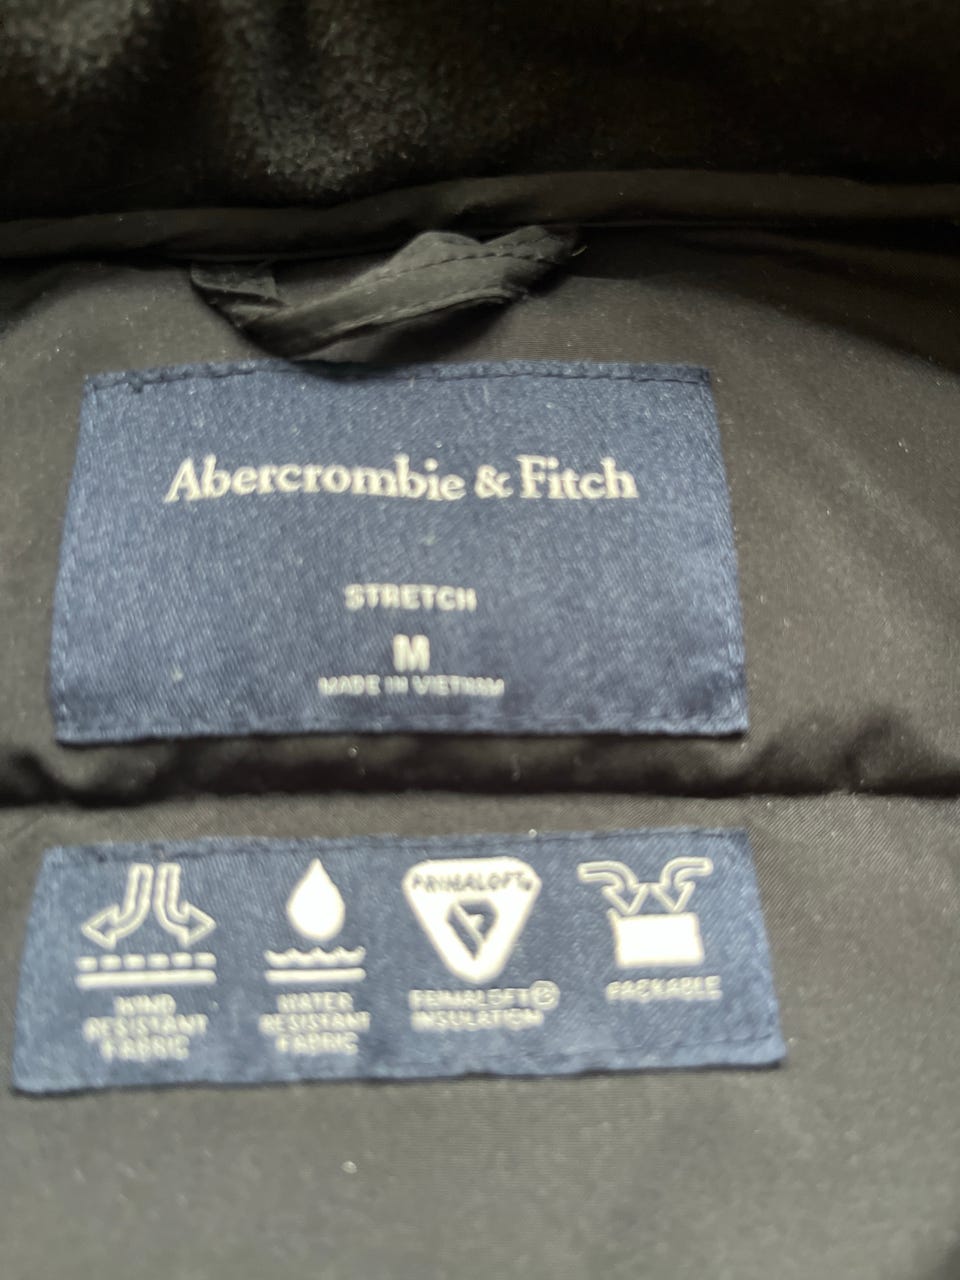 Abercrombie & Fitch
STRETCH
M
MADE IN VIETNAM
PRIMALOFT®
WIND
RESISTANT
FABRIC
WATER
RESISTANT
FABRIC
PRIMALOFT®
INSULATION
PACKABLE